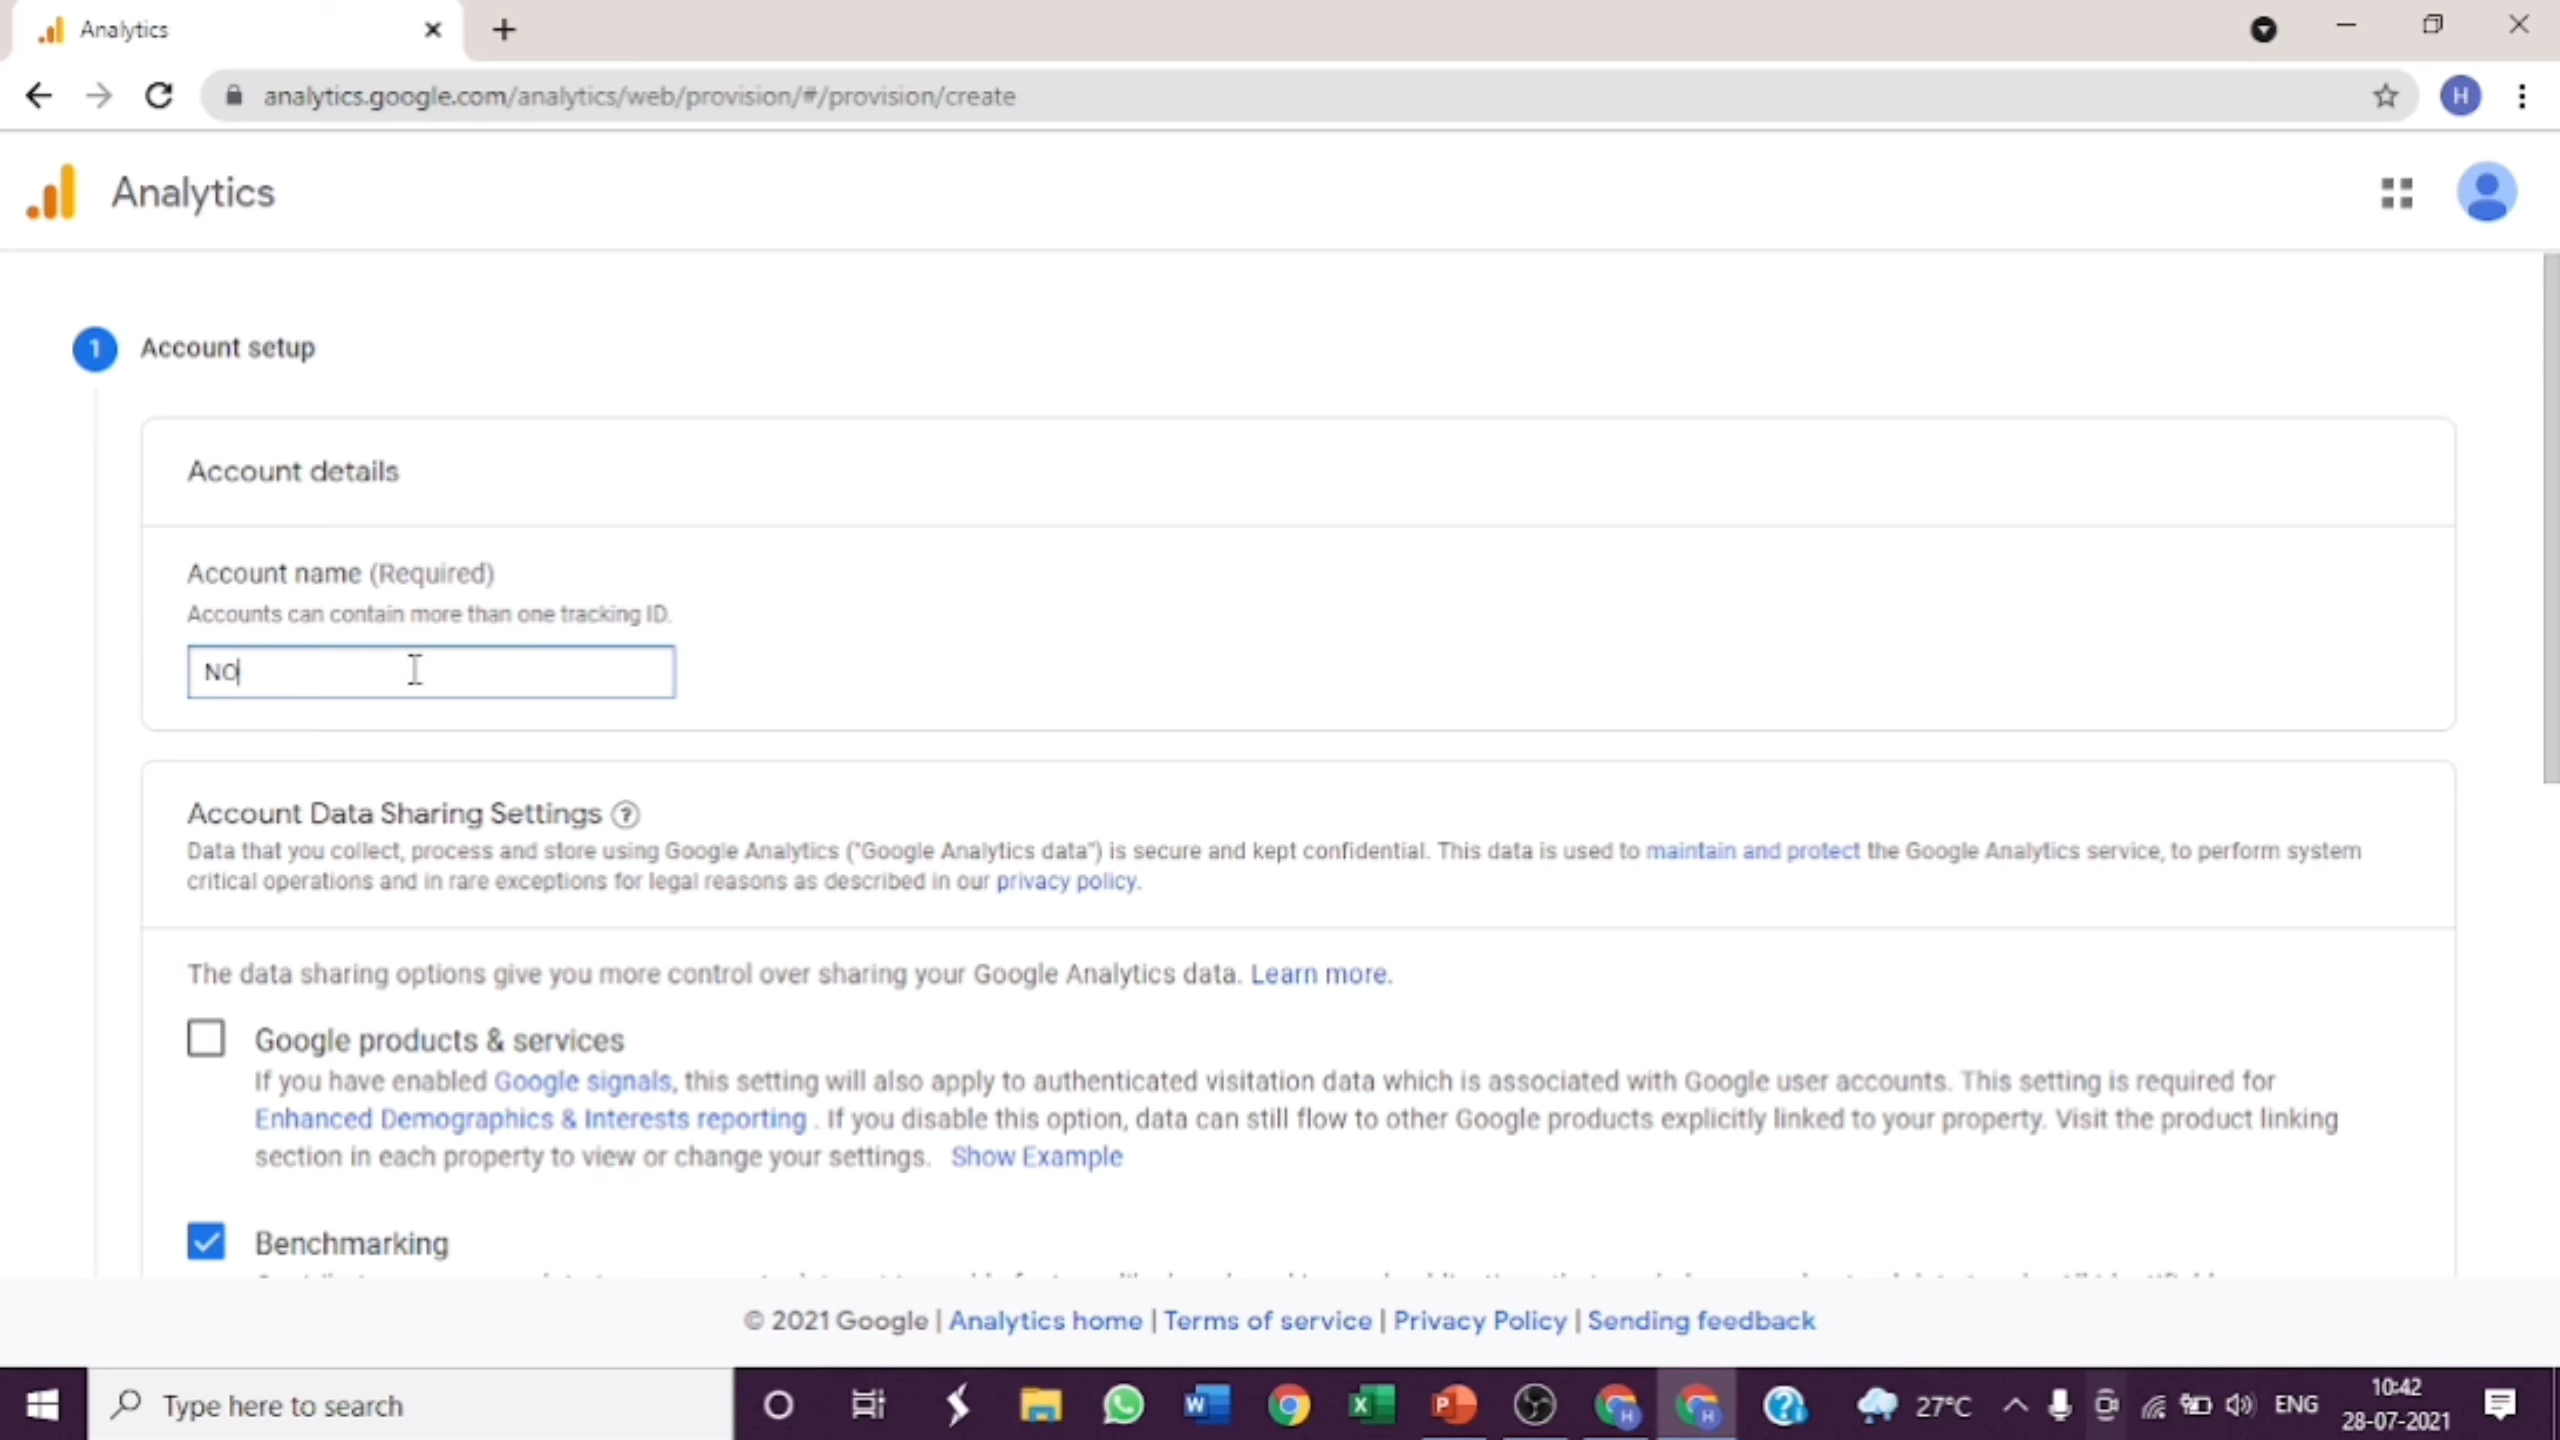 Analytics
analytics.google.com/analytics/web/provision/#/provision/create
H
Analytics
1 Account setup
Account details
Account name (Required)
Accounts can contain more than one tracking ID.
NO
Account Data Sharing Settings ?
Data that you collect, process and store using Google Analytics ("Google Analytics data") is secure and kept confidential. This data is used to maintain and protect the Google Analytics service, to perform system
critical operations and in rare exceptions for legal reasons as described in our privacy policy.
The data sharing options give you more control over sharing your Google Analytics data. Learn more.
Google products & services
If you have enabled Google signals, this setting will also apply to authenticated visitation data which is associated with Google user accounts. This setting is required for
Enhanced Demographics & Interests reporting . If you disable this option, data can still flow to other Google products explicitly linked to your property. Visit the product linking
section in each property to view or change your settings. Show Example
Benchmarking
© 2021 Google | Analytics home | Terms of service | Privacy Policy | Sending feedback
Type here to search
W
X
P
H
H
?
27°C
ENG
10:42
28-07-2021